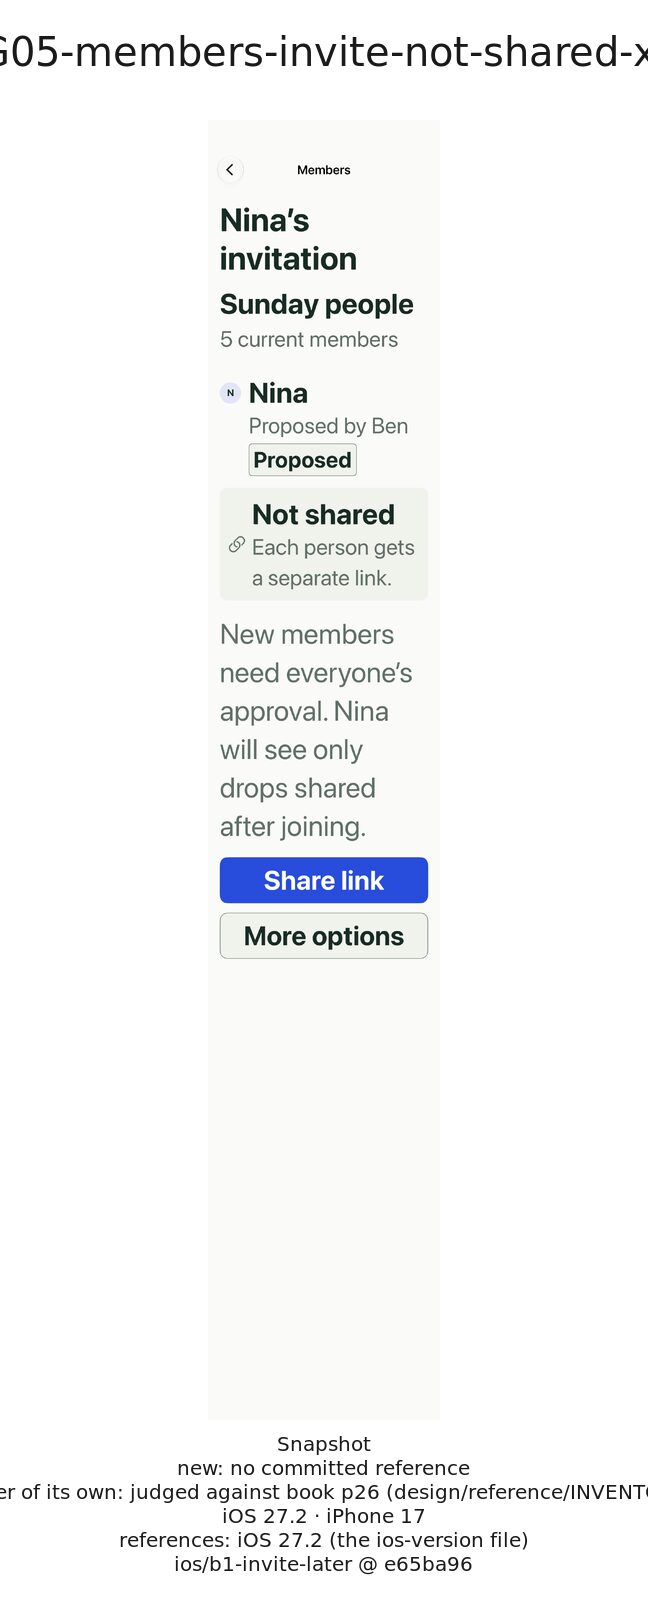 G05-members-invite-not-shared-x
Members
Nina’s
invitation
Sunday people
5 current members
N
Nina
Proposed by Ben
Proposed
Not shared
Each person gets
a separate link.
New members
need everyone’s
approval. Nina
will see only
drops shared
after joining.
Share link
More options
Snapshot
new: no committed reference
er of its own: judged against book p26 (design/reference/INVENTO
iOS 27.2 · iPhone 17
references: iOS 27.2 (the ios-version file)
ios/b1-invite-later @ e65ba96